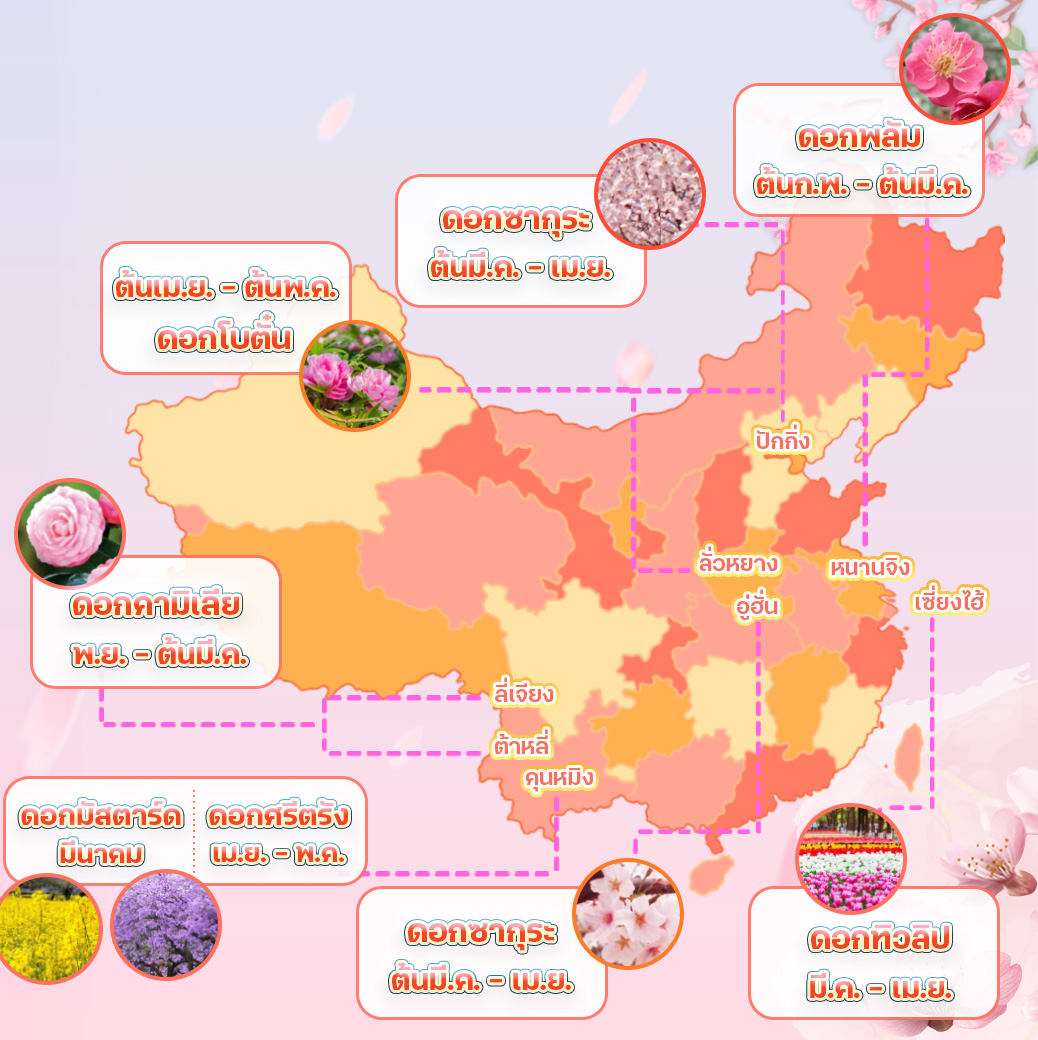 ดอกพลัม
ต้นก.พ. - ต้นมี.ค.
ดอกซากุระ
ต้นมี.ค. - เม.ย.
ต้นเม.ย. - ต้นพ.ค.
ดอกโบตั๋น
ปักกิ่ง
ลั่วหยาง
หนานจิง
อู่ฮั่น
เซี่ยงไฮ้
ดอกคามิเลีย
พ.ย. - ต้นมี.ค.
ลี่เจียง
ต้าหลี่
คุนหมิง
ดอกมัสตาร์ด
มีนาคม
ดอกศรีตรัง
เม.ย. - พ.ค.
ดอกซากุระ
ต้นมี.ค. - เม.ย.
ดอกทิวลิป
มี.ค. - เม.ย.